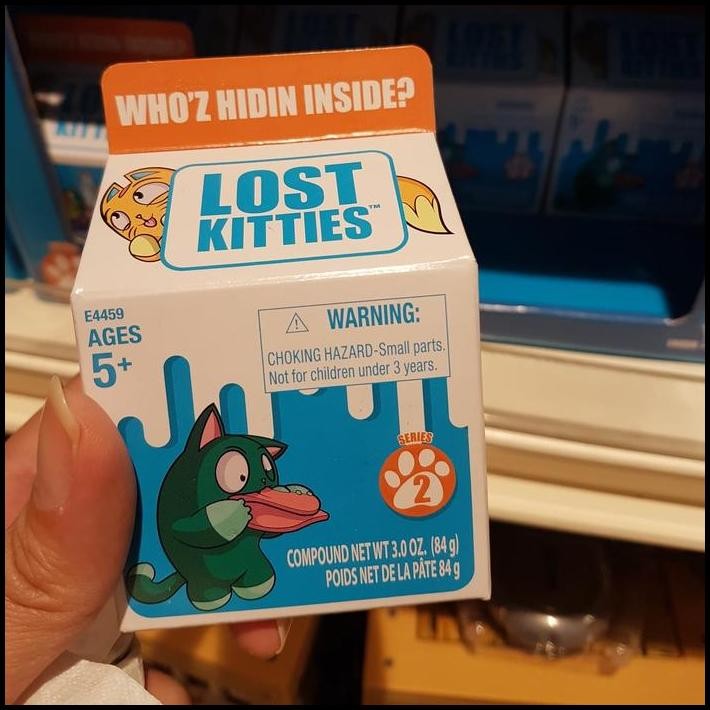 WHO'Z HIDIN INSIDE?
LOST
KITTIES™
E4459
AGES
5+
WARNING:
CHOKING HAZARD-Small parts.
Not for children under 3 years.
SERIES
2
COMPOUND NET WT 3.0 OZ. (84 g)
POIDS NET DE LA PÂTE 84 g